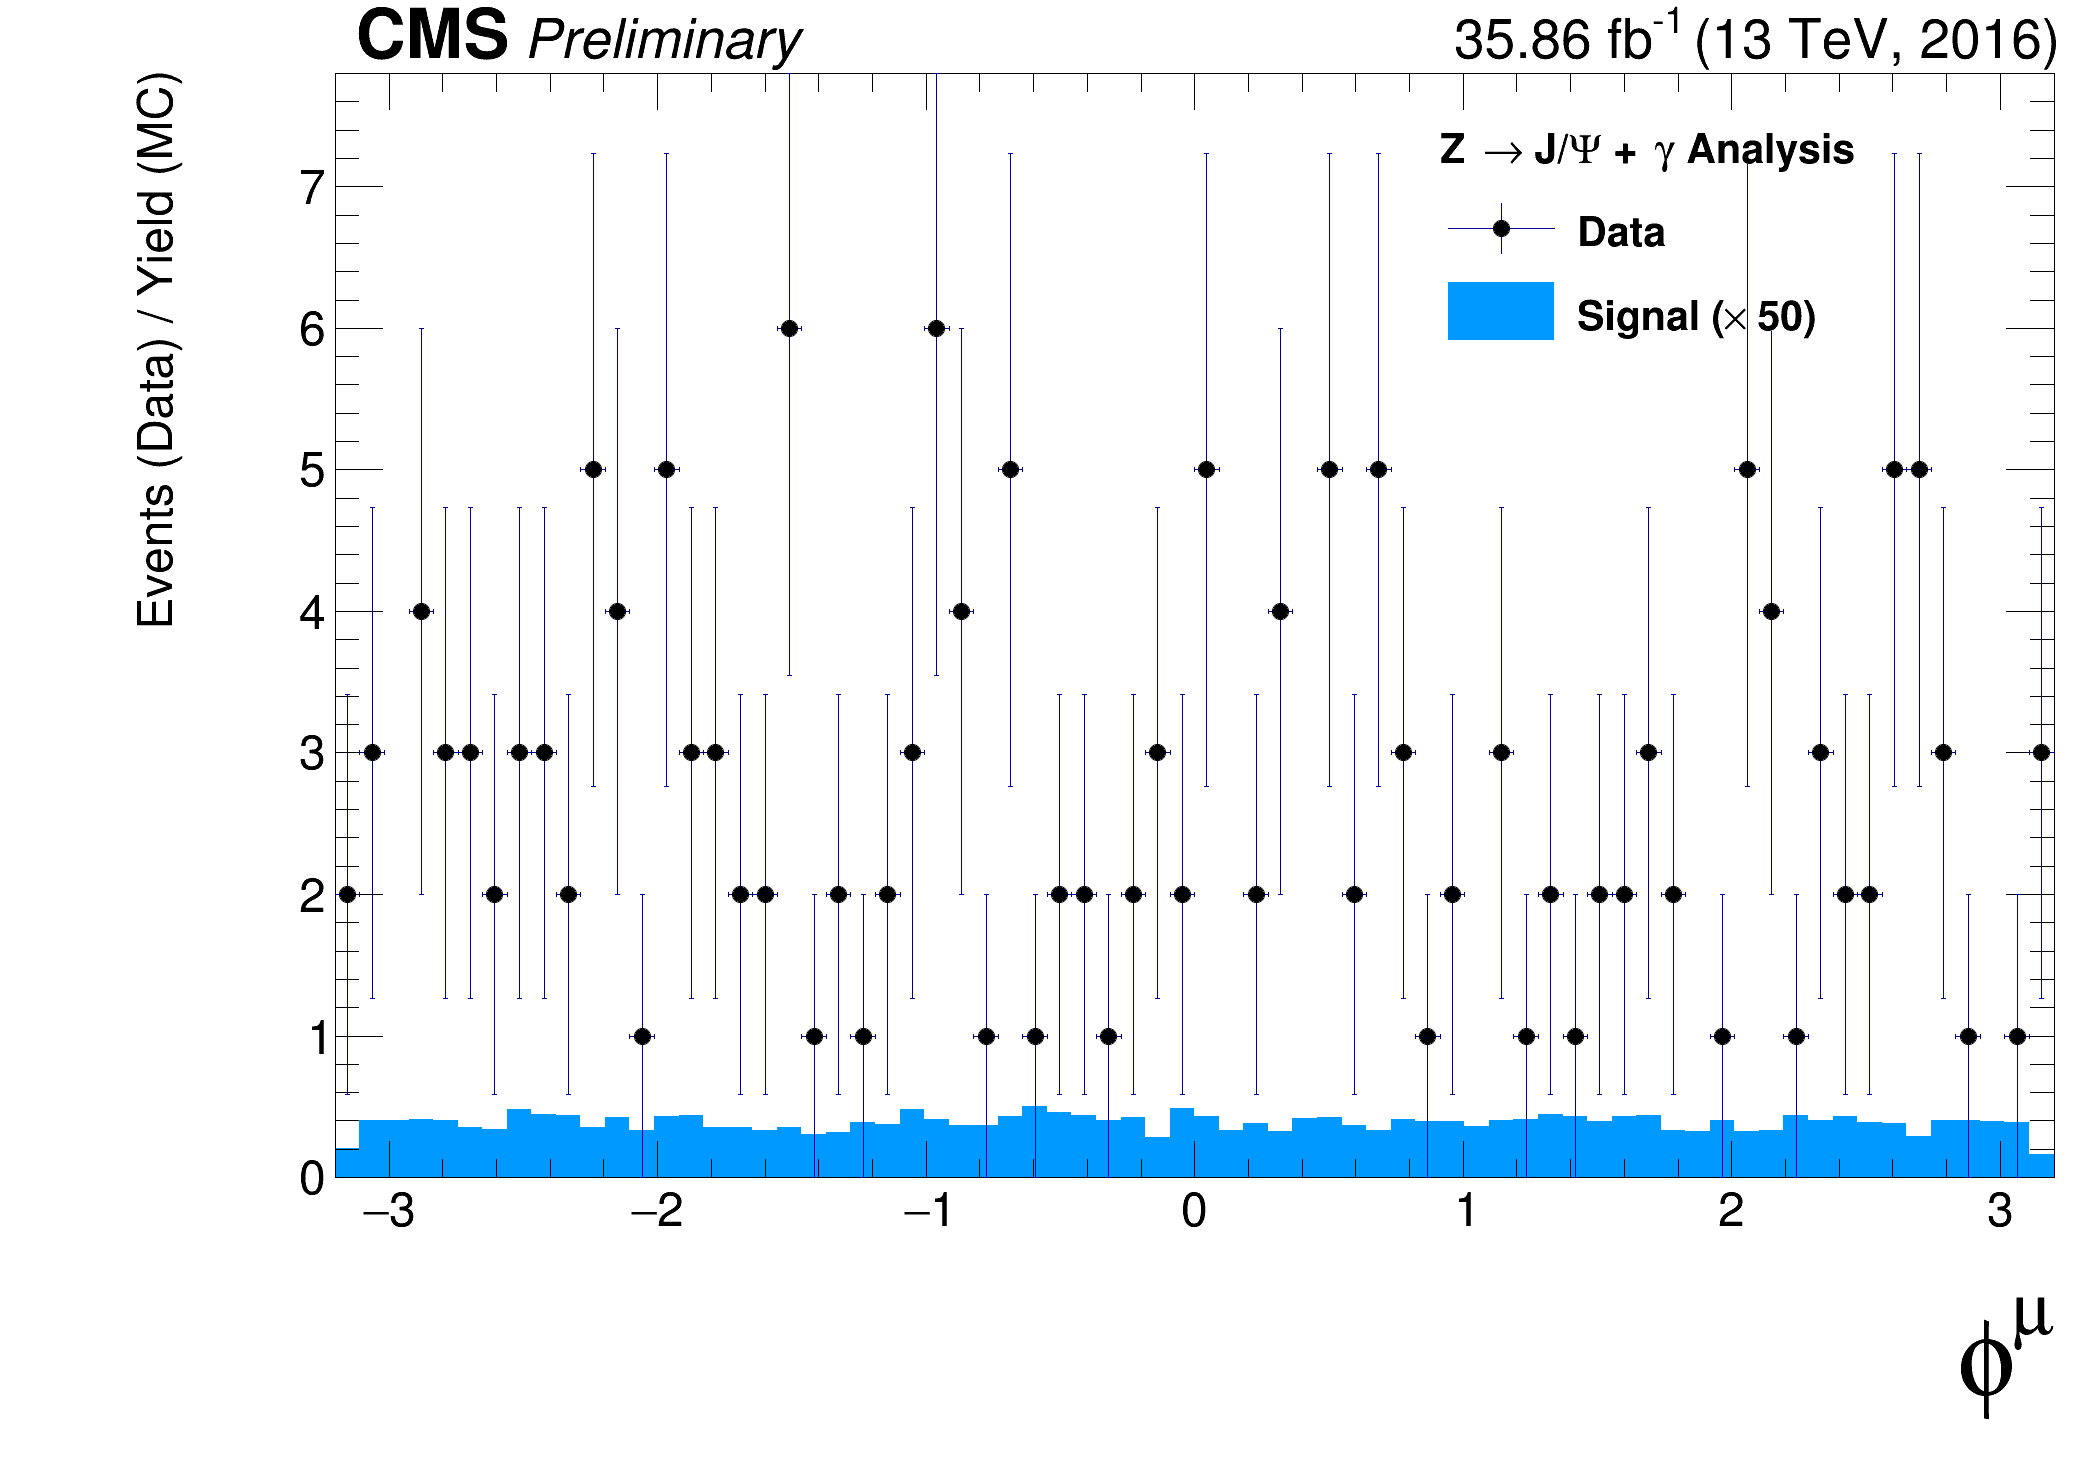 CMS Preliminary
35.86 fb⁻¹ (13 TeV, 2016)
Events (Data) / Yield (MC)
Z → J/Ψ + γ Analysis
Data
Signal (× 50)
7
6
5
4
3
2
1
0
−3 −2 −1 0 1 2 3
ϕ^μ